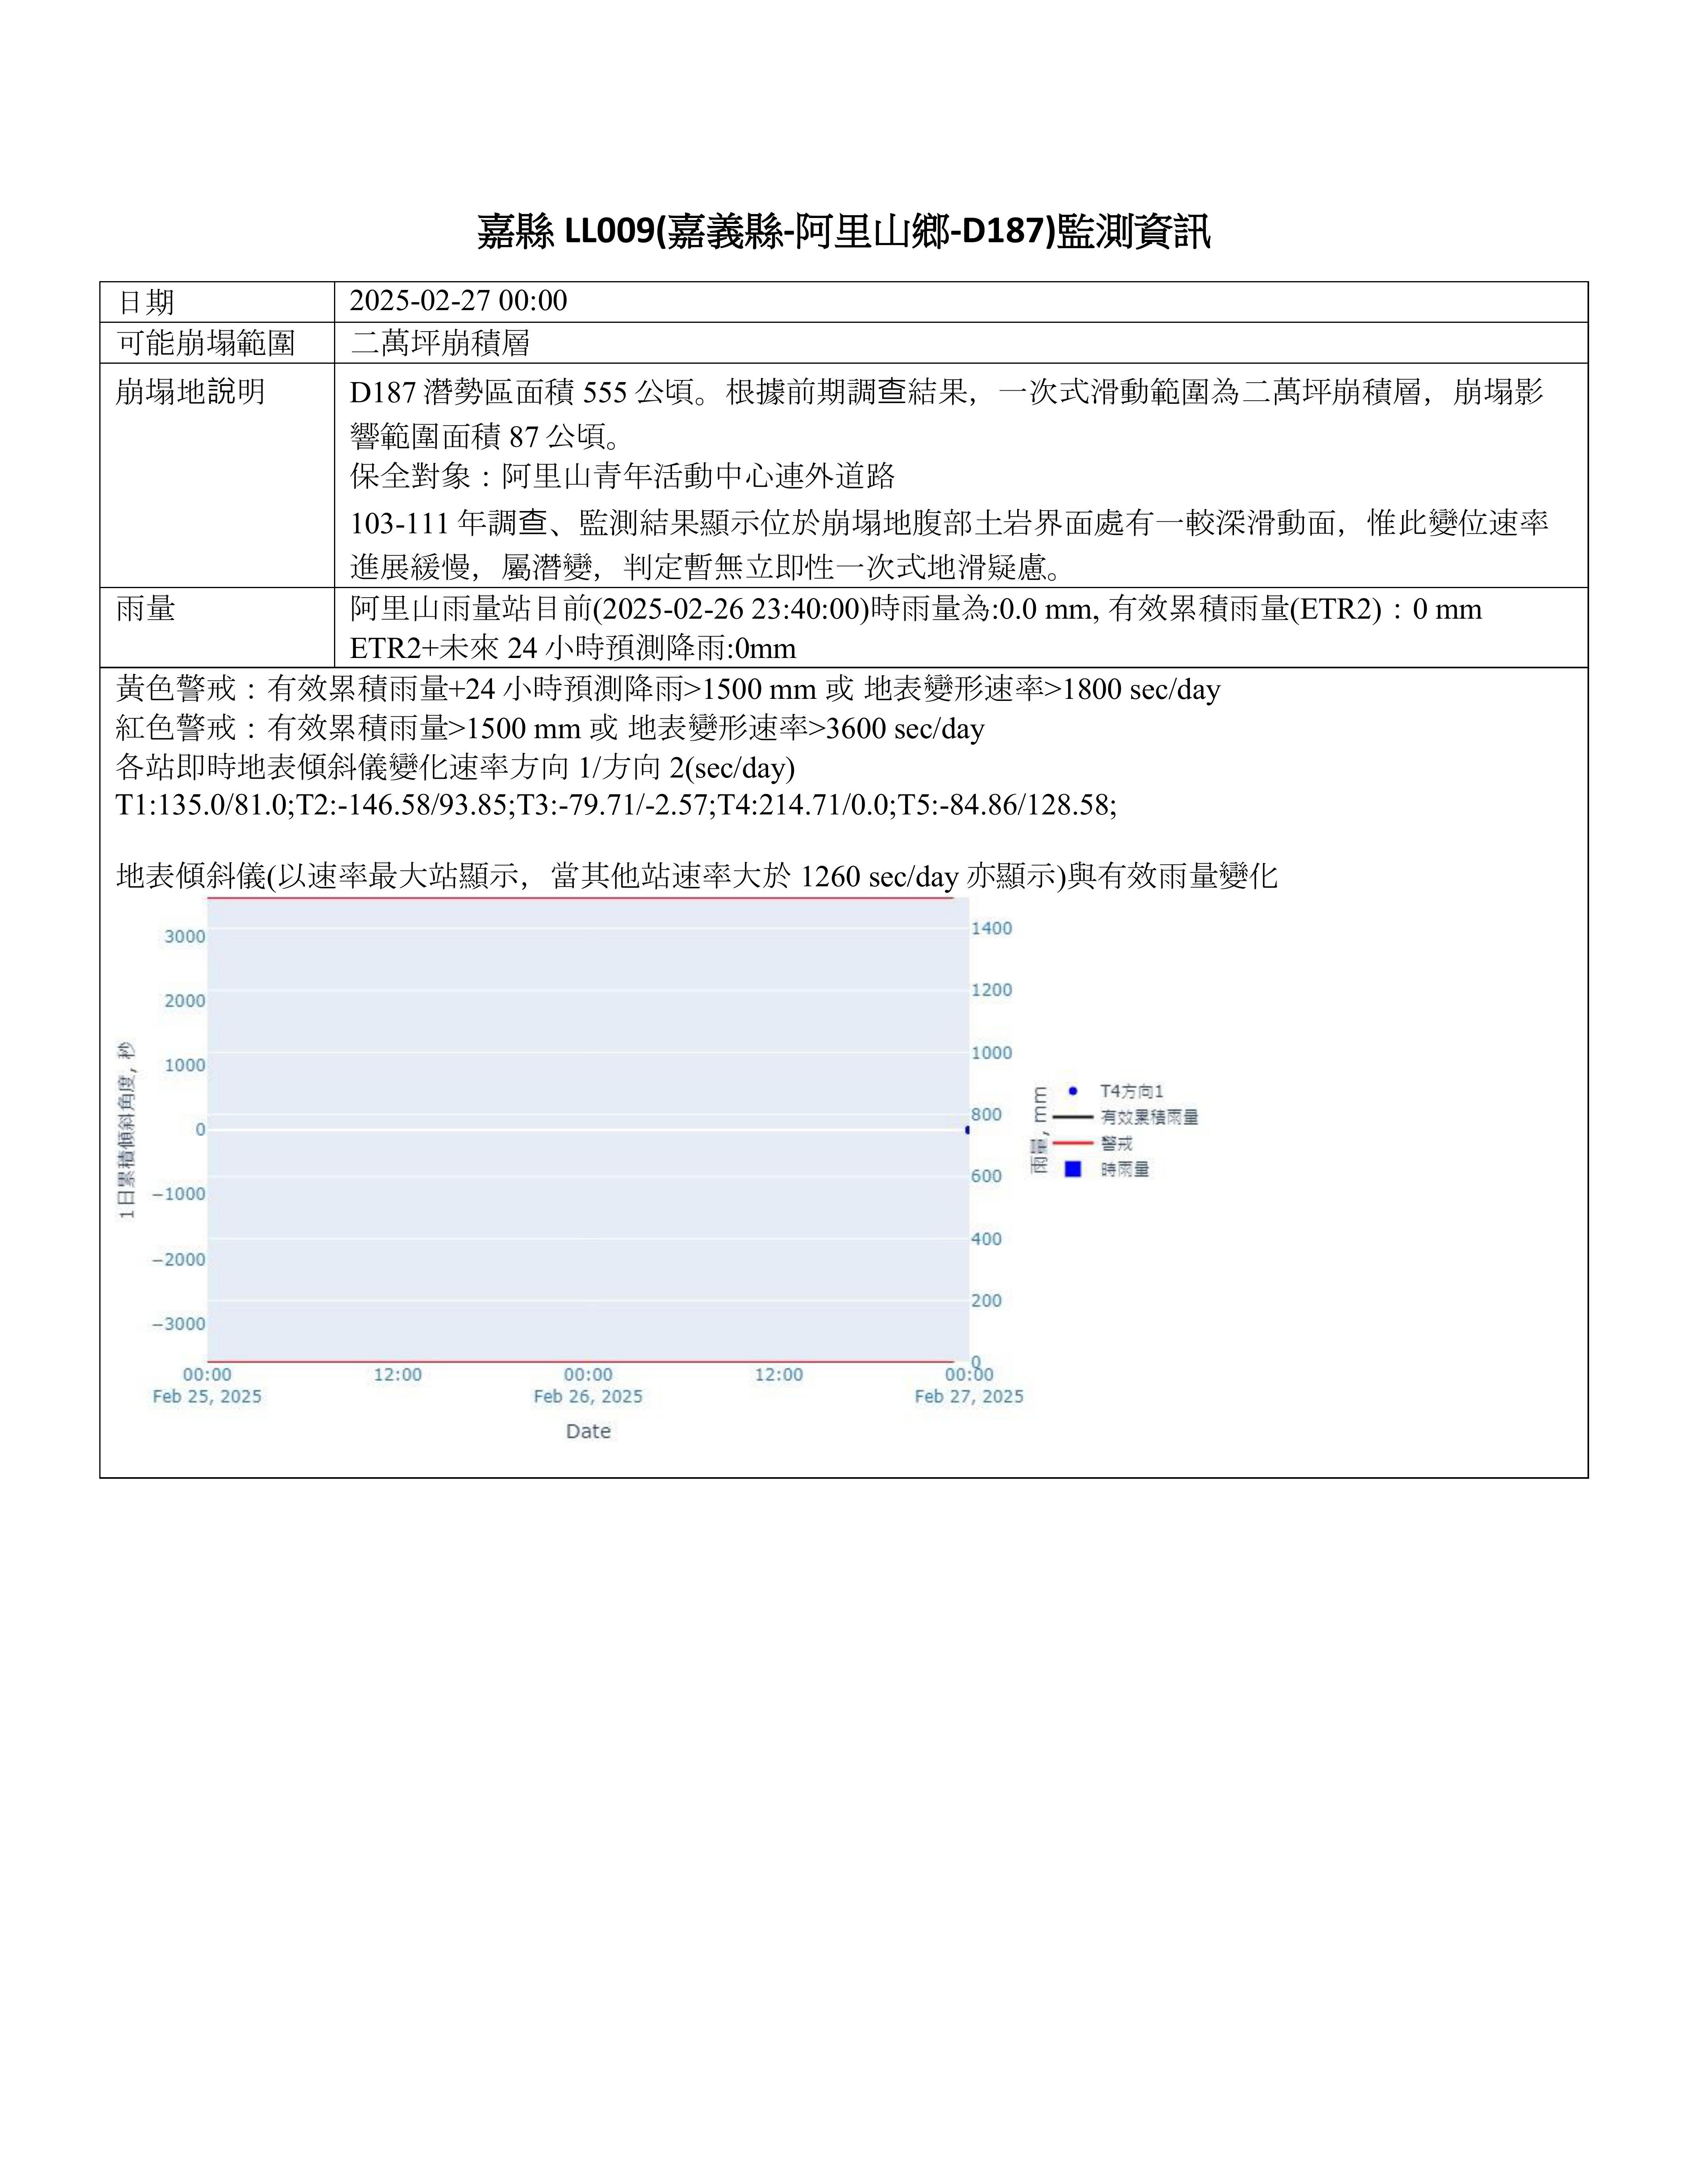 嘉縣 LL009(嘉義縣-阿里山鄉-D187)監測資訊
日期 2025-02-27 00:00
可能崩塌範圍 二萬坪崩積層
崩塌地說明 D187 潛勢區面積 555 公頃。根據前期調查結果，一次式滑動範圍為二萬坪崩積層，崩塌影
響範圍面積 87 公頃。
保全對象：阿里山青年活動中心連外道路
103-111 年調查、監測結果顯示位於崩塌地腹部土岩界面處有一較深滑動面，惟此變位速率
進展緩慢，屬潛變，判定暫無立即性一次式地滑疑慮。
雨量 阿里山雨量站目前(2025-02-26 23:40:00)時雨量為:0.0 mm, 有效累積雨量(ETR2)：0 mm
ETR2+未來 24 小時預測降雨:0mm
黃色警戒：有效累積雨量+24 小時預測降雨>1500 mm 或 地表變形速率>1800 sec/day
紅色警戒：有效累積雨量>1500 mm 或 地表變形速率>3600 sec/day
各站即時地表傾斜儀變化速率方向 1/方向 2(sec/day)
T1:135.0/81.0;T2:-146.58/93.85;T3:-79.71/-2.57;T4:214.71/0.0;T5:-84.86/128.58;
地表傾斜儀(以速率最大站顯示，當其他站速率大於 1260 sec/day 亦顯示)與有效雨量變化
1日累積傾斜角度, 秒
3000
2000
1000
0
−1000
−2000
−3000
1400
1200
1000
800
600
400
200
0
雨量, mm
T4方向1
有效累積雨量
警戒
時雨量
00:00 12:00 00:00 12:00 00:00
Feb 25, 2025 Feb 26, 2025 Feb 27, 2025
Date